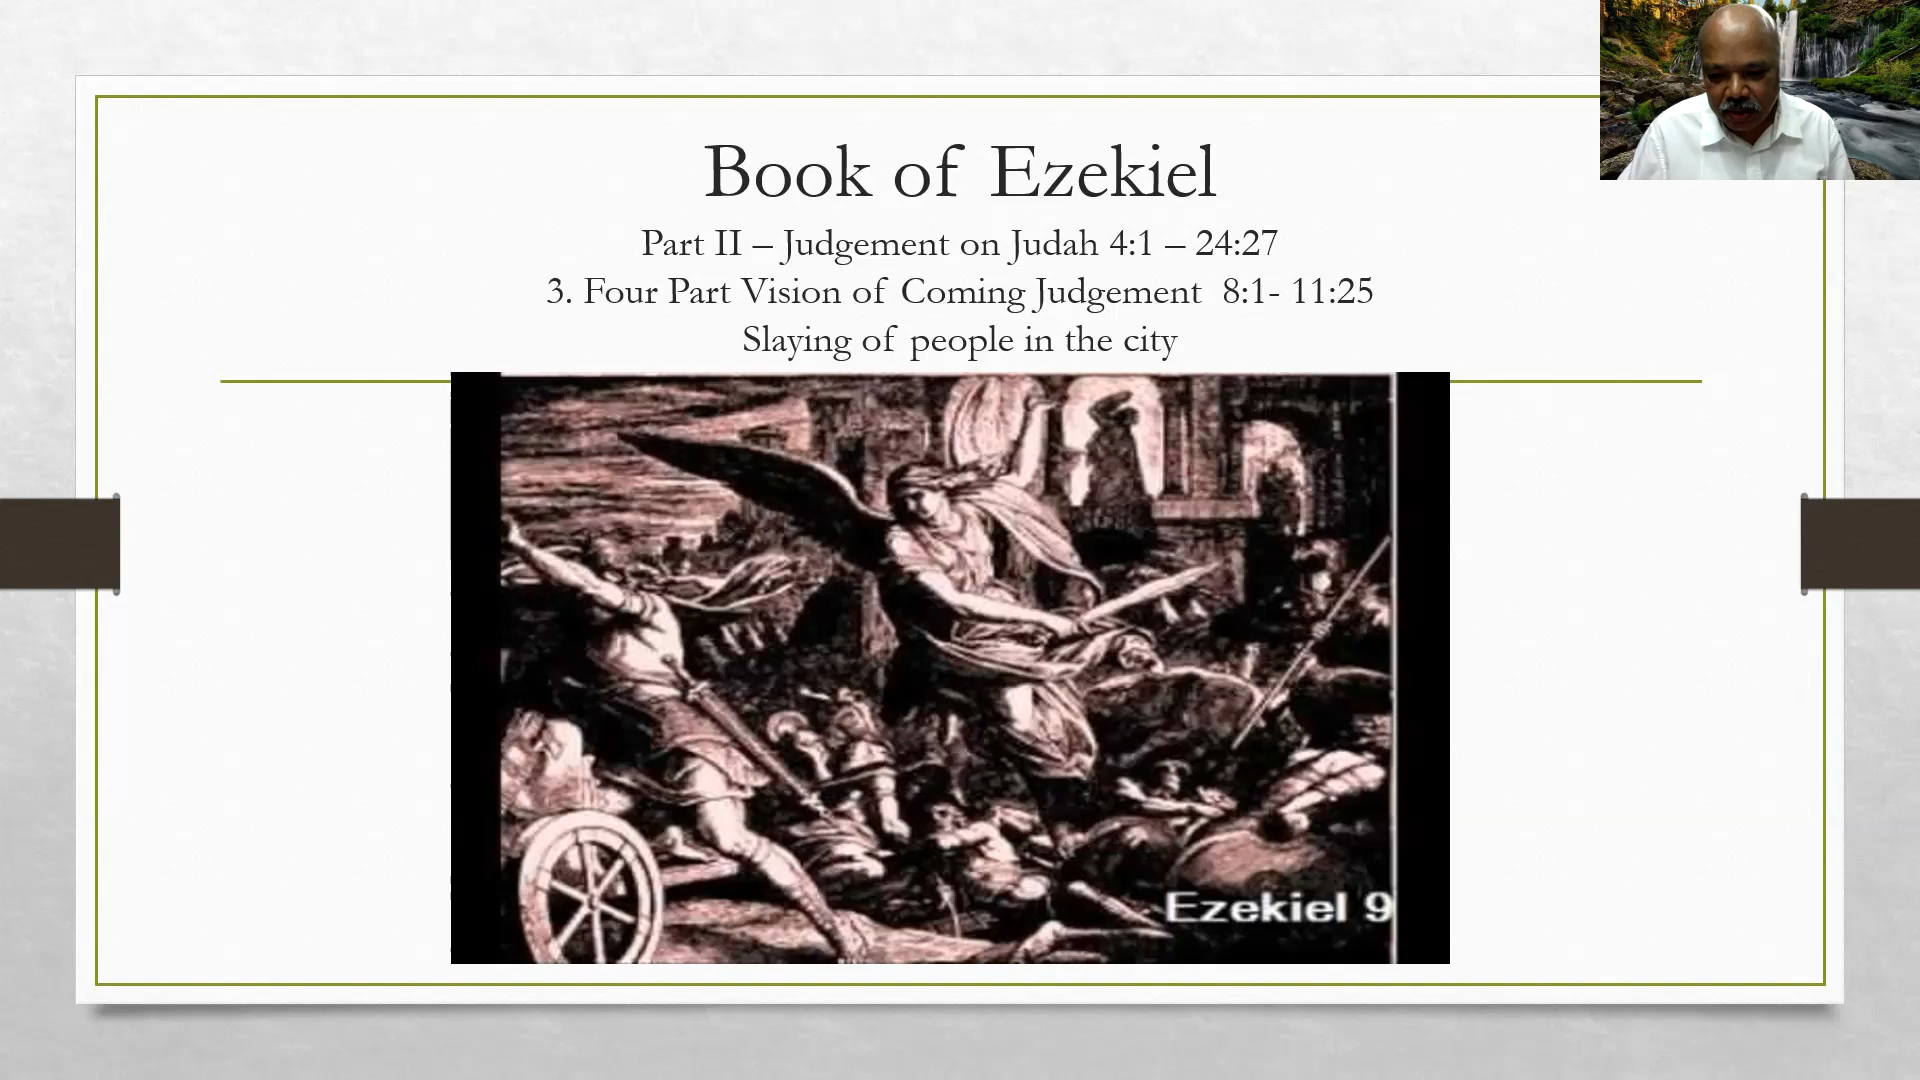 Book of Ezekiel
Part II – Judgement on Judah 4:1 – 24:27
3. Four Part Vision of Coming Judgement 8:1- 11:25
Slaying of people in the city
Ezekiel 9